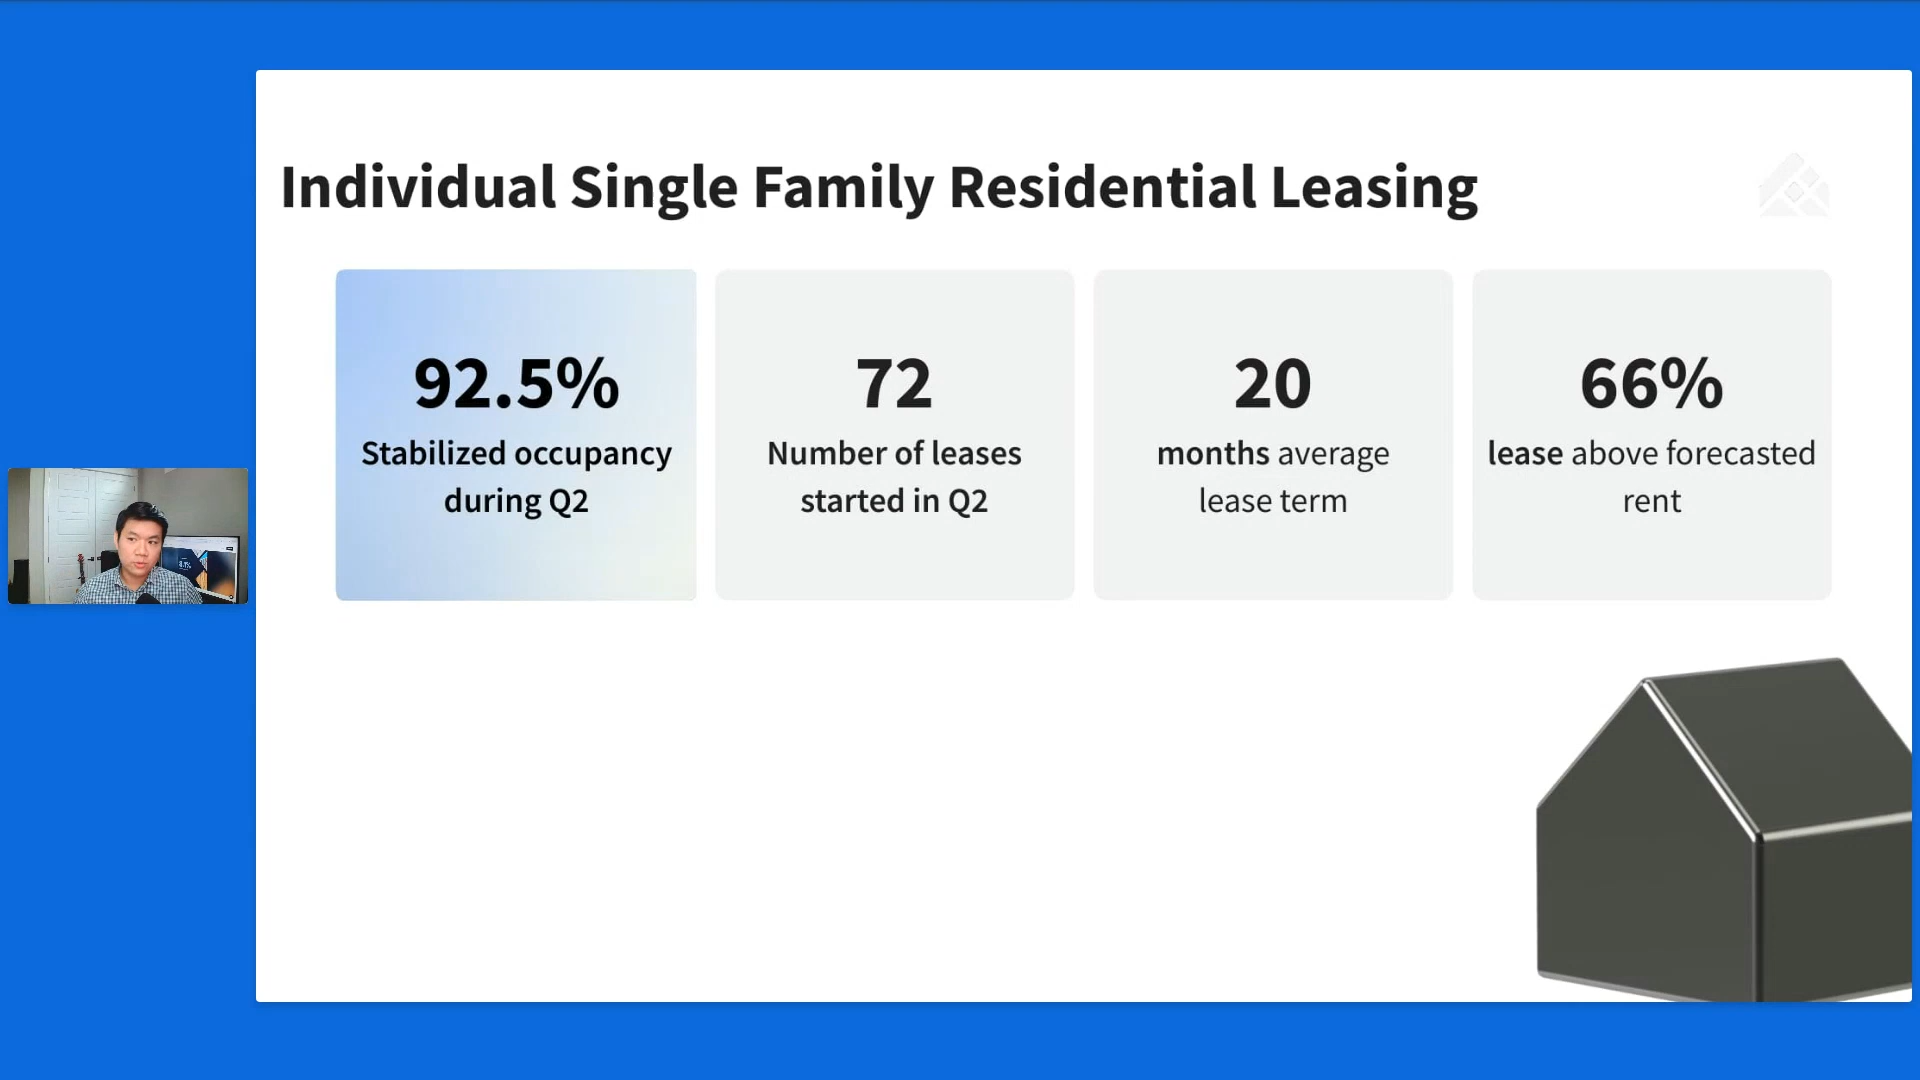 Individual Single Family Residential Leasing
92.5%
Stabilized occupancy
during Q2
72
Number of leases
started in Q2
20
months average
lease term
66%
lease above forecasted
rent